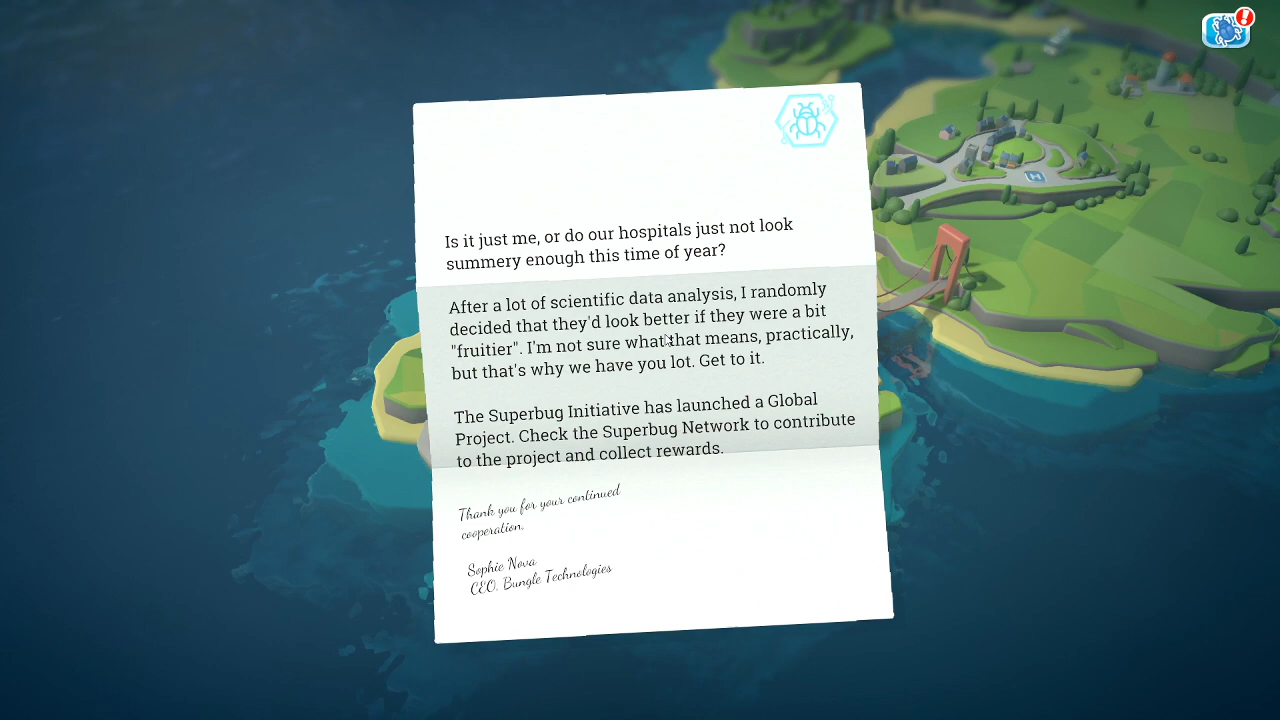 Is it just me, or do our hospitals just not look
summery enough this time of year?
After a lot of scientific data analysis, I randomly
decided that they'd look better if they were a bit
"fruitier". I'm not sure what that means, practically,
but that's why we have you lot. Get to it.
The Superbug Initiative has launched a Global
Project. Check the Superbug Network to contribute
to the project and collect rewards.
Thank you for your continued
cooperation.
Sophie Nova
CEO, Bungle Technologies
H
!